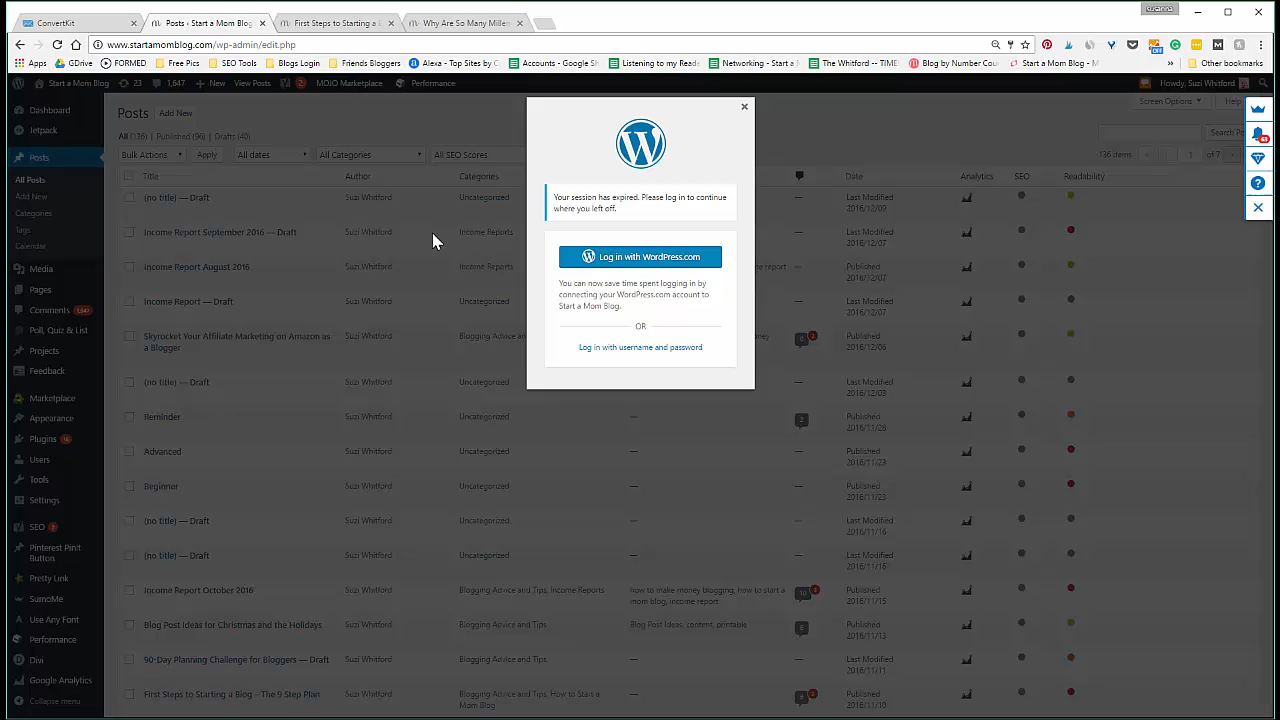 ConvertKit
Posts ‹ Start a Mom Blog
First Steps to Starting a B
Why Are So Many Millen
www.startamomblog.com/wp-admin/edit.php
Apps
GDrive
FORMED
Free Pics
SEO Tools
Blogs Login
Friends Bloggers
Alexa - Top Sites by C
Accounts - Google Sh
Listening to my Reade
Networking - Start a
The Whitford -- TIME
Blog by Number Cou
Start a Mom Blog -
»
Other bookmarks
Start a Mom Blog
23
1,647
+ New
View Posts
2
MOJO Marketplace
Performance
Howdy, Suzi Whitford
Dashboard
Jetpack
Posts
All Posts
Add New
Categories
Tags
Calendar
Media
Pages
Comments 1,647
Poll, Quiz & List
Projects
Feedback
Marketplace
Appearance
Plugins 16
Users
Tools
Settings
SEO 2
Pinterest PinIt
Button
Pretty Link
SumoMe
Use Any Font
Performance
Divi
Google Analytics
Collapse menu
Posts Add New
Screen Options
Help
All (136) | Published (96) | Drafts (40)
Search Po
Bulk Actions
Apply
All dates
All Categories
All SEO Scores
136 items
1 of 7
Title Author Categories Date Analytics SEO Readability
(no title) — Draft Suzi Whitford Uncategorized — Last Modified
2016/12/09
Income Report September 2016 — Draft Suzi Whitford Income Reports — Last Modified
2016/12/07
Income Report August 2016 Suzi Whitford Income Reports me report — Last Modified
2016/12/07
Income Report — Draft Suzi Whitford Uncategorized — Last Modified
2016/12/07
Skyrocket Your Affiliate Marketing on Amazon as
a Blogger Suzi Whitford Blogging Advice and Tips ney Published
2016/12/06
(no title) — Draft Suzi Whitford Uncategorized — Last Modified
2016/12/03
Reminder Suzi Whitford Uncategorized — 2 Published
2016/11/28
Advanced Suzi Whitford Uncategorized — — Published
2016/11/23
Beginner Suzi Whitford Uncategorized — — Published
2016/11/23
(no title) — Draft Suzi Whitford Uncategorized — — Last Modified
2016/11/16
(no title) — Draft Suzi Whitford Uncategorized — — Last Modified
2016/11/16
Income Report October 2016 Suzi Whitford Blogging Advice and Tips, Income Reports how to make money blogging, how to start a
mom blog, income report 10 Published
2016/11/15
Blog Post Ideas for Christmas and the Holidays Suzi Whitford Blogging Advice and Tips Blog Post Ideas, content, printable 6 Published
2016/11/13
90-Day Planning Challenge for Bloggers — Draft Suzi Whitford Blogging Advice and Tips — — Last Modified
2016/11/11
First Steps to Starting a Blog – The 9 Step Plan Suzi Whitford Blogging Advice and Tips, How to Start a
Mom Blog — Published
2016/11/10
Your session has expired. Please log in to continue
where you left off.
Log in with WordPress.com
You can now save time spent logging in by
connecting your WordPress.com account to
Start a Mom Blog.
OR
Log in with username and password